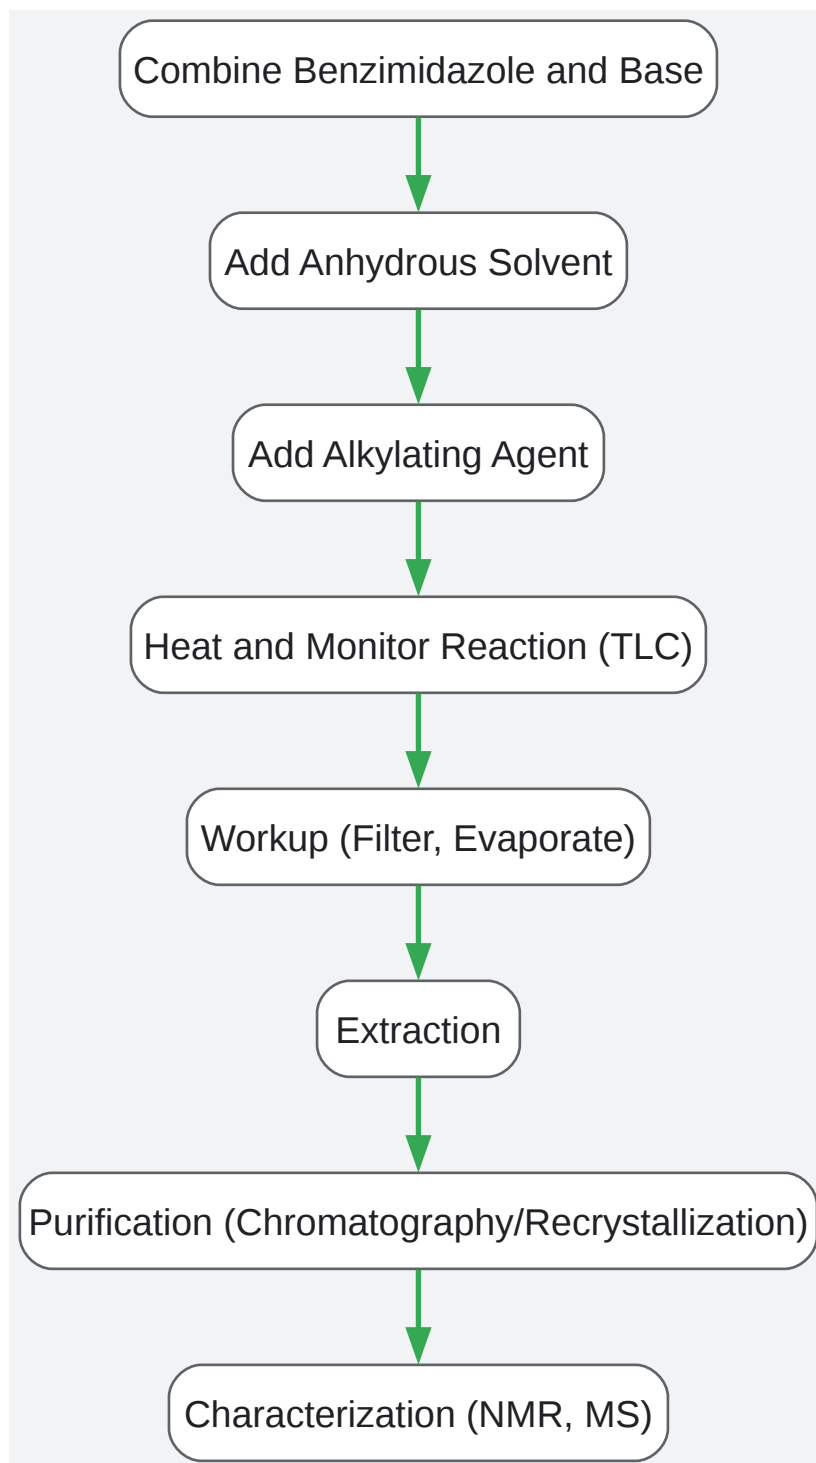 Combine Benzimidazole and Base
Add Anhydrous Solvent
Add Alkylating Agent
Heat and Monitor Reaction (TLC)
Workup (Filter, Evaporate)
Extraction
Purification (Chromatography/Recrystallization)
Characterization (NMR, MS)